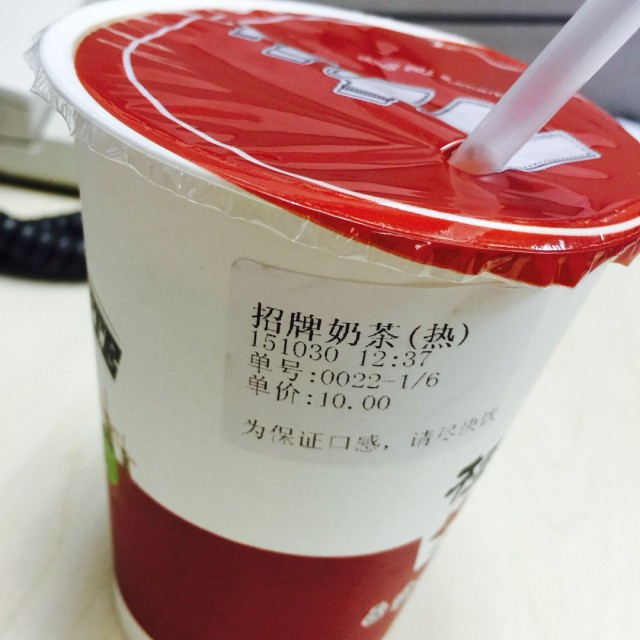 招牌奶茶(热)
151030 12:37
单号:0022-1/6
单价:10.00
为保证口感，请尽快饮